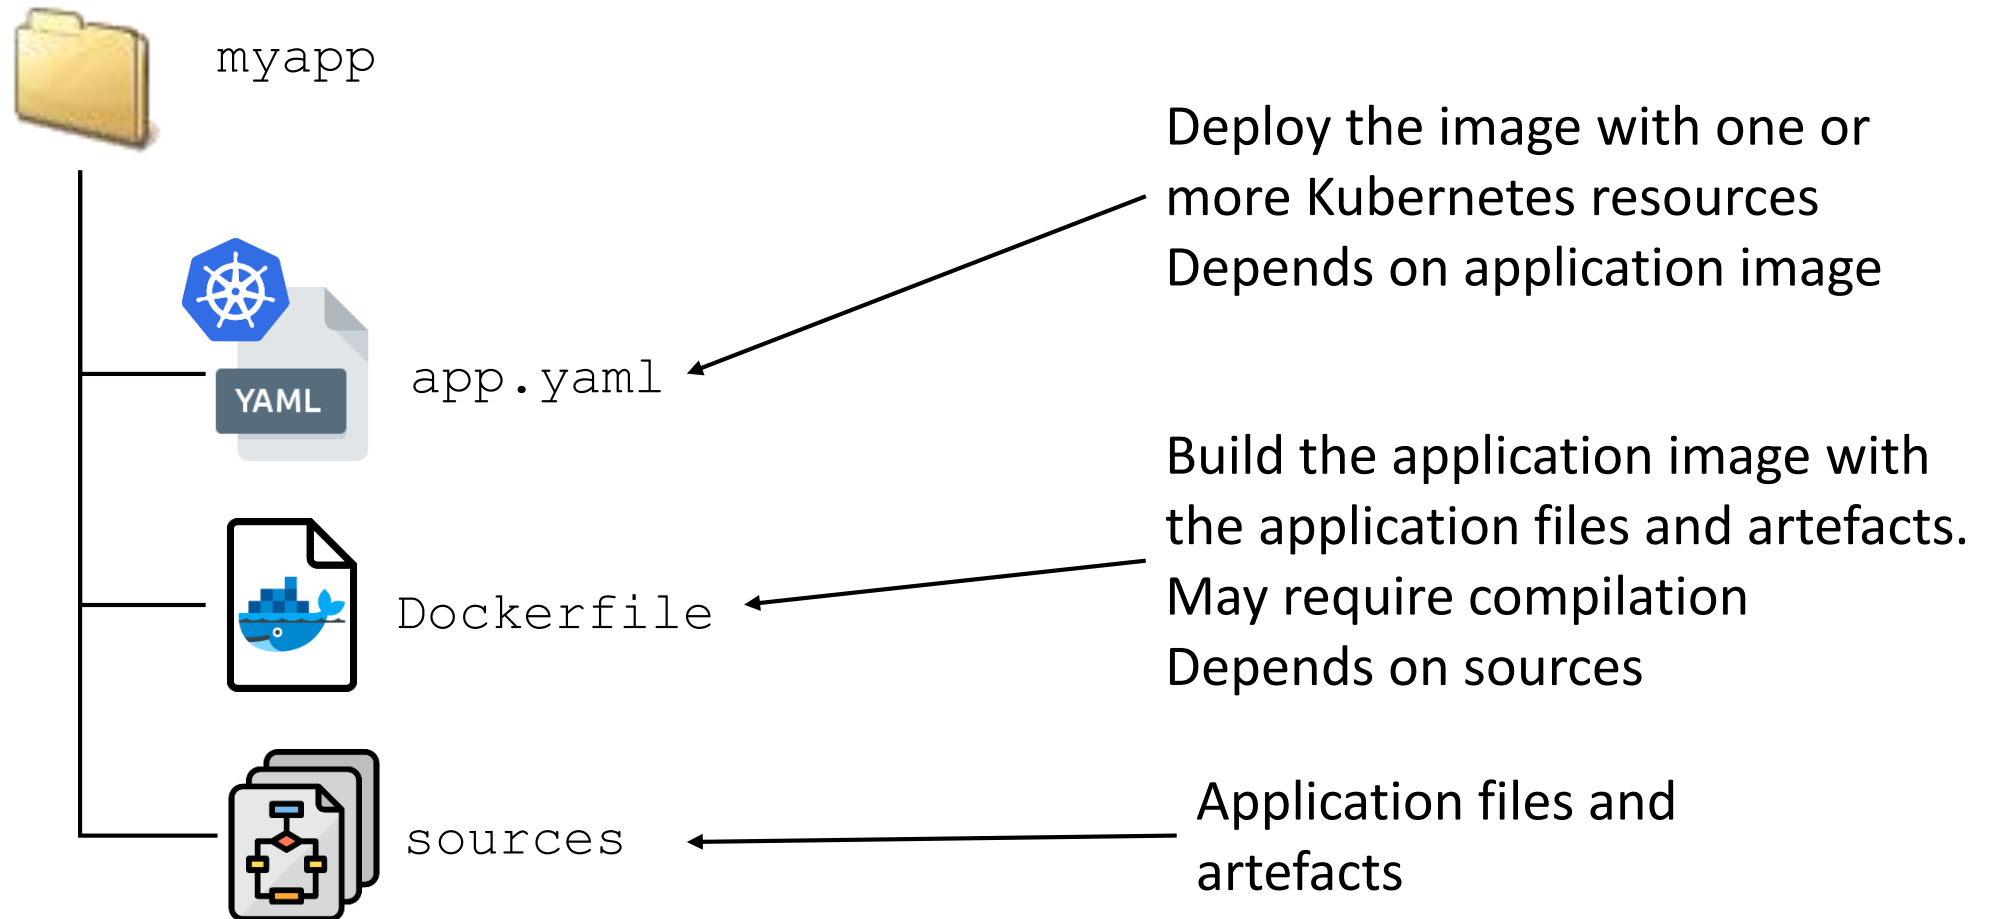 myapp
Deploy the image with one or
more Kubernetes resources
Depends on application image
YAML
app.yaml
Build the application image with
the application files and artefacts.
May require compilation
Depends on sources
Dockerfile
Application files and
artefacts
sources